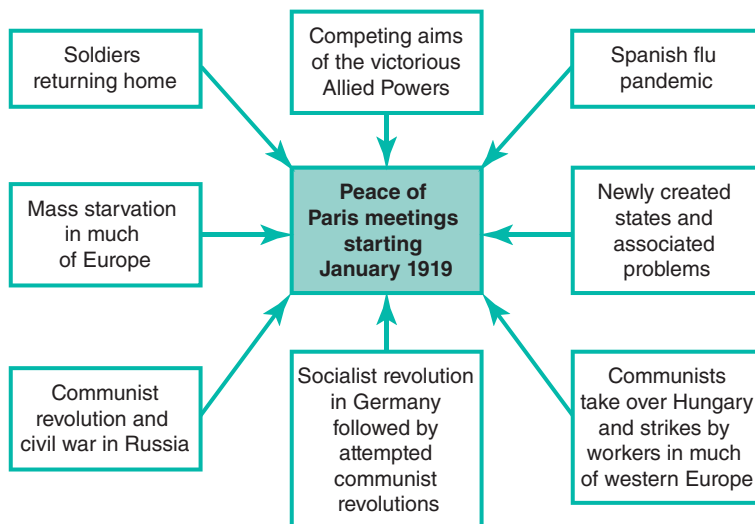 Soldiers
returning home
Competing aims
of the victorious
Allied Powers
Spanish flu
pandemic
Mass starvation
in much
of Europe
Peace of
Paris meetings
starting
January 1919
Newly created
states and
associated
problems
Communist
revolution and
civil war in Russia
Socialist revolution
in Germany
followed by
attempted
communist
revolutions
Communists
take over Hungary
and strikes by
workers in much
of western Europe